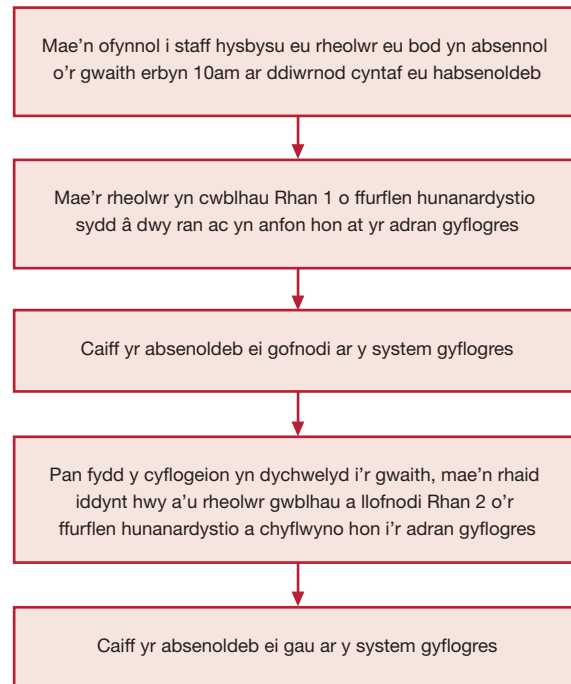 Mae'n ofynnol i staff hysbysu eu rheolwr eu bod yn absennol
o'r gwaith erbyn 10am ar ddiwrnod cyntaf eu habsenoldeb
Mae'r rheolwr yn cwblhau Rhan 1 o ffurflen hunanardystio
sydd â dwy ran ac yn anfon hon at yr adran gyflogres
Caiff yr absenoldeb ei gofnodi ar y system gyflogres
Pan fydd y cyflogeion yn dychwelyd i'r gwaith, mae'n rhaid
iddynt hwy a'u rheolwr gwblhau a llofnodi Rhan 2 o'r
ffurflen hunanardystio a chyflwyno hon i'r adran gyflogres
Caiff yr absenoldeb ei gau ar y system gyflogres